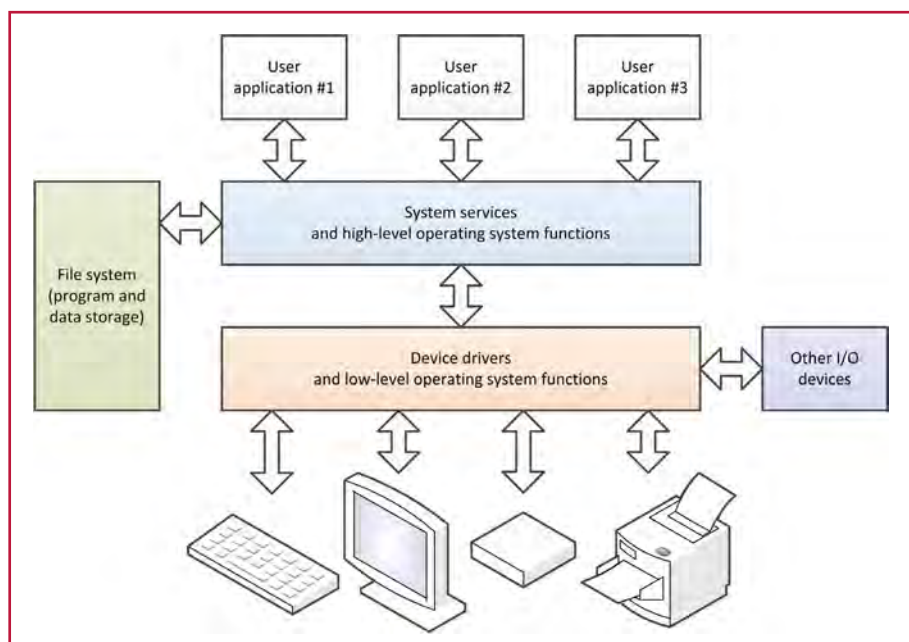 User
application #1
User
application #2
User
application #3
System services
and high-level operating system functions
File system
(program and
data storage)
Device drivers
and low-level operating system functions
Other I/O
devices